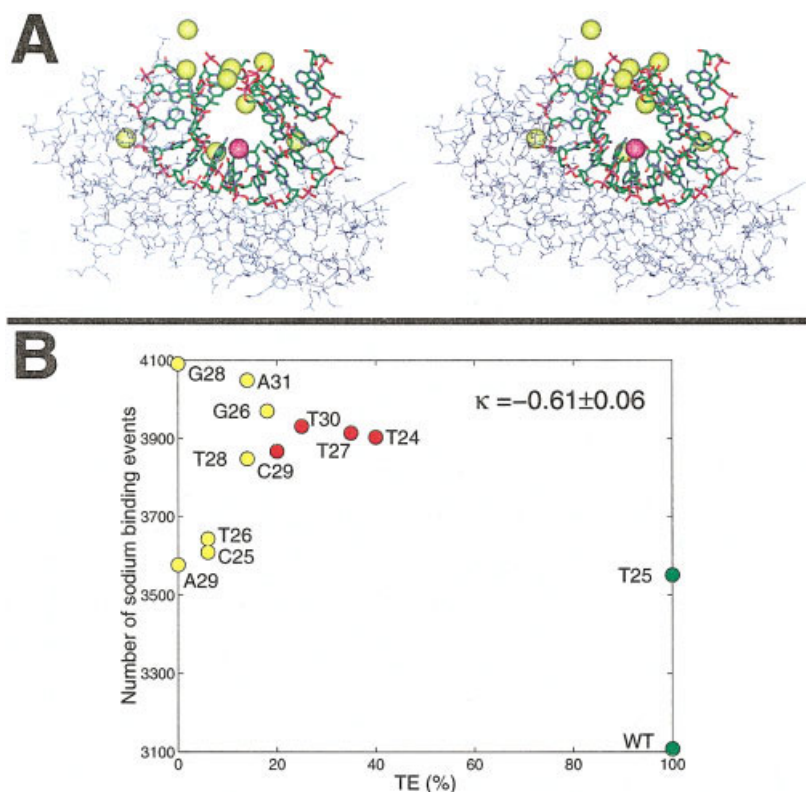 A
B
4100
3900
3700
3500
3300
3100
Number of sodium binding events
G28
A31
G26
T30
T27
T24
T28
C29
T26
C25
A29
κ =−0.61±0.06
T25
WT
0
20
40
60
80
100
TE (%)